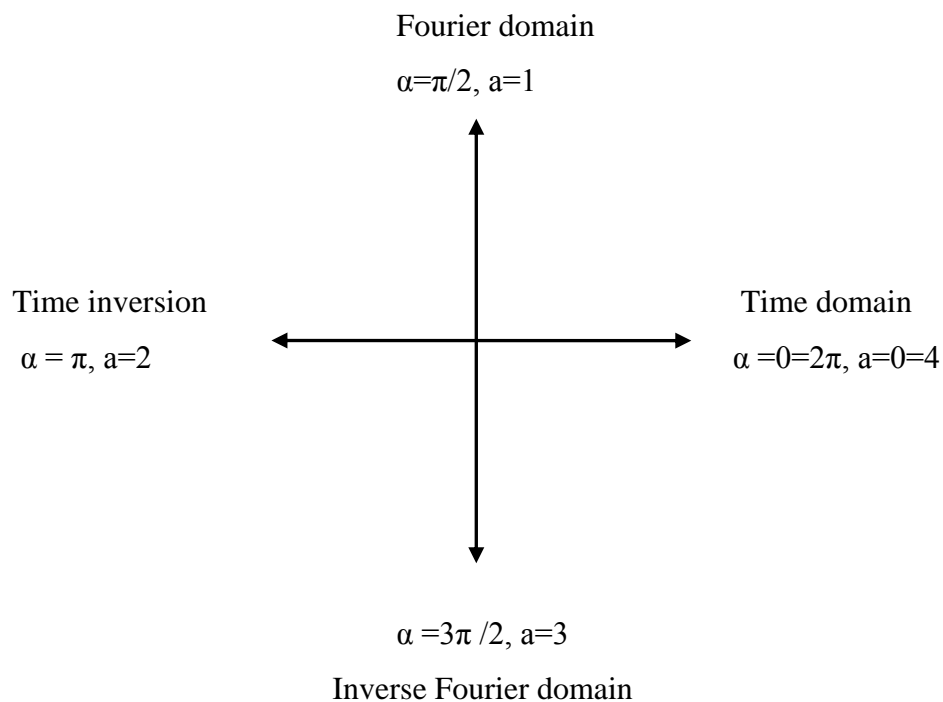 Fourier domain
α=π/2, a=1
Time inversion
α = π, a=2
Time domain
α =0=2π, a=0=4
α =3π /2, a=3
Inverse Fourier domain